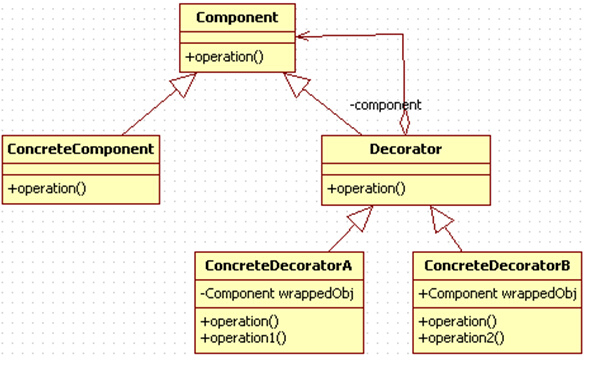 Component
+operation()
-component
ConcreteComponent
+operation()
Decorator
+operation()
ConcreteDecoratorA
-Component wrappedObj
+operation()
+operation1()
ConcreteDecoratorB
+Component wrappedObj
+operation()
+operation2()